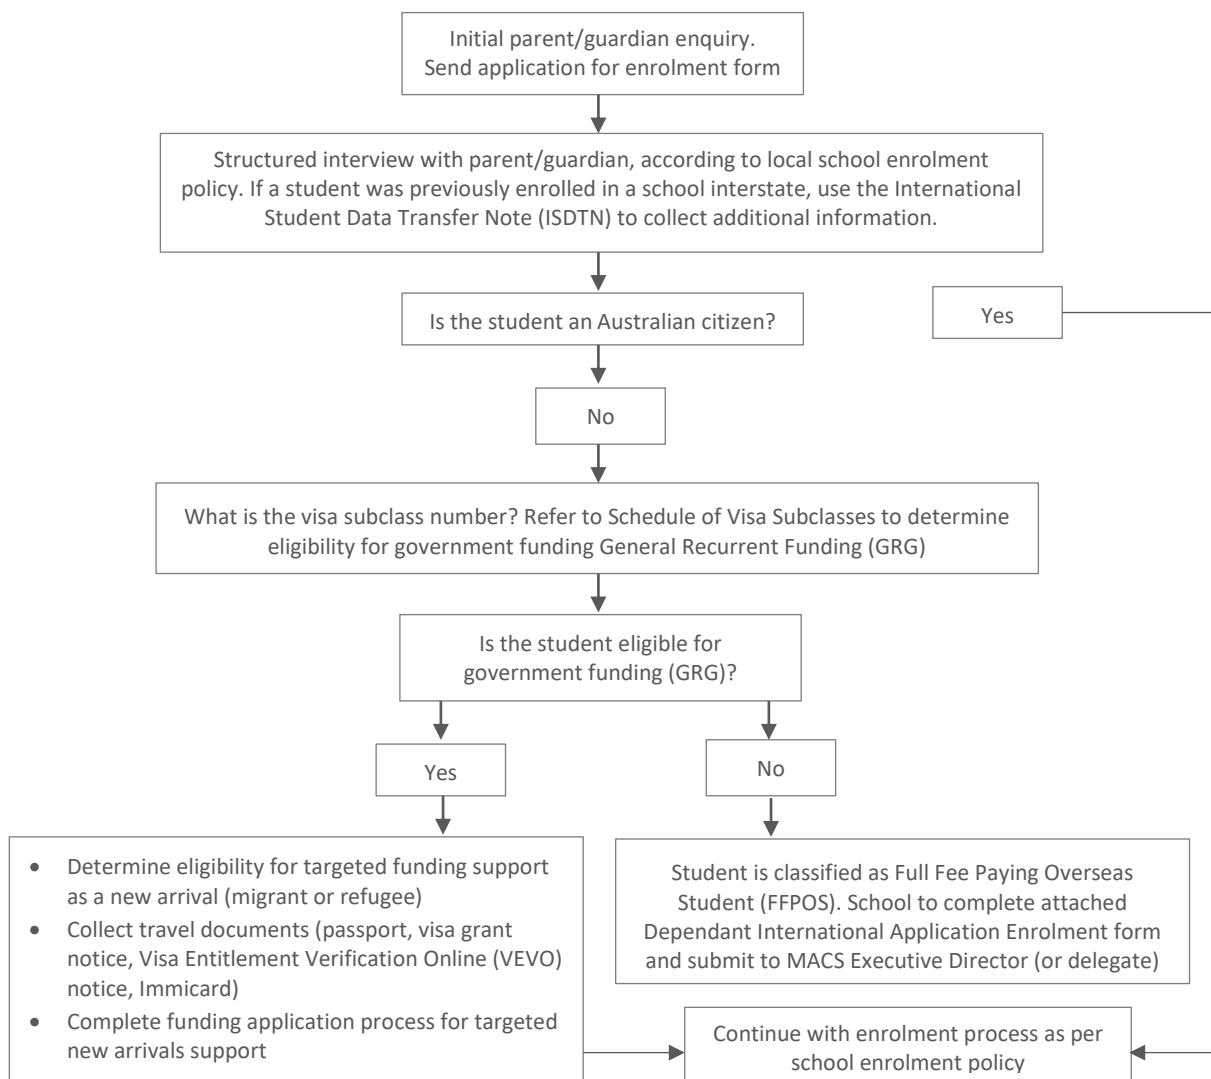 Initial parent/guardian enquiry.
Send application for enrolment form
Structured interview with parent/guardian, according to local school enrolment
policy. If a student was previously enrolled in a school interstate, use the International
Student Data Transfer Note (ISDTN) to collect additional information.
Is the student an Australian citizen?
Yes
No
What is the visa subclass number? Refer to Schedule of Visa Subclasses to determine
eligibility for government funding General Recurrent Funding (GRG)
Is the student eligible for
government funding (GRG)?
Yes
No
• Determine eligibility for targeted funding support
as a new arrival (migrant or refugee)
• Collect travel documents (passport, visa grant
notice, Visa Entitlement Verification Online (VEVO)
notice, Immicard)
• Complete funding application process for targeted
new arrivals support
Student is classified as Full Fee Paying Overseas
Student (FFPOS). School to complete attached
Dependant International Application Enrolment form
and submit to MACS Executive Director (or delegate)
Continue with enrolment process as per
school enrolment policy